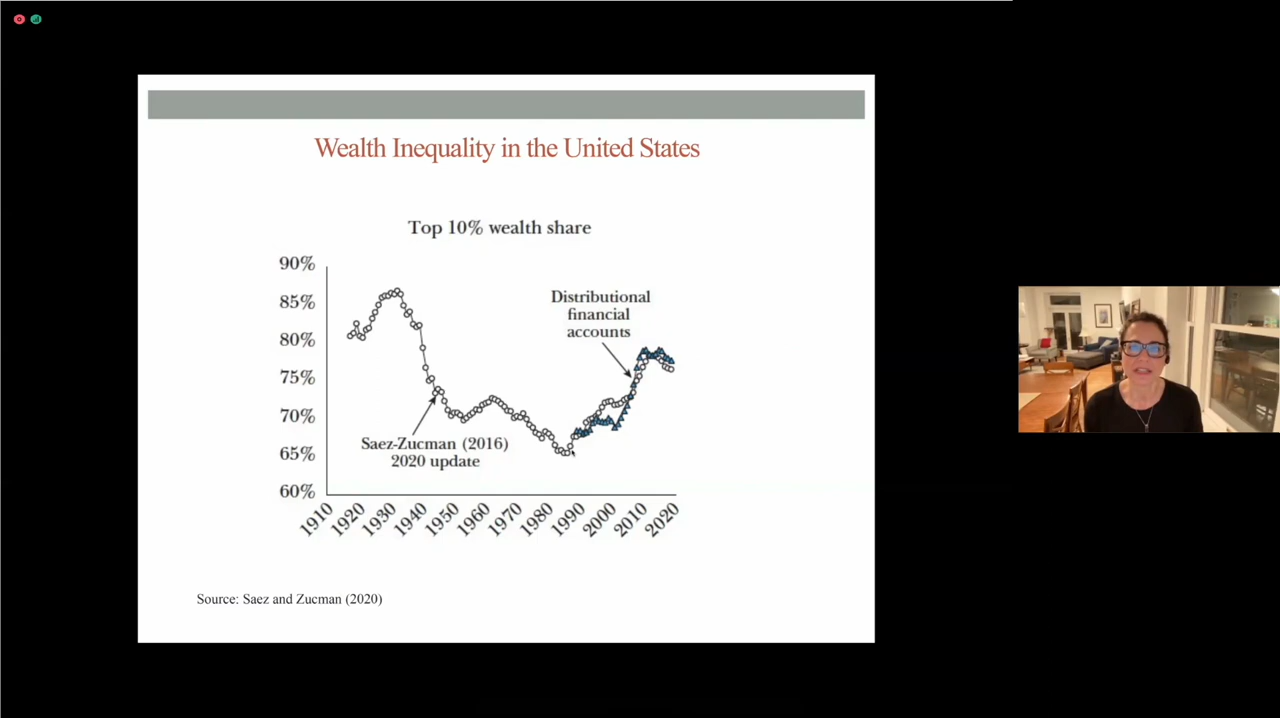 Wealth Inequality in the United States
Top 10% wealth share
90%
85%
80%
75%
70%
65%
60%
Distributional
financial
accounts
Saez-Zucman (2016)
2020 update
1910
1920
1930
1940
1950
1960
1970
1980
1990
2000
2010
2020
Source: Saez and Zucman (2020)